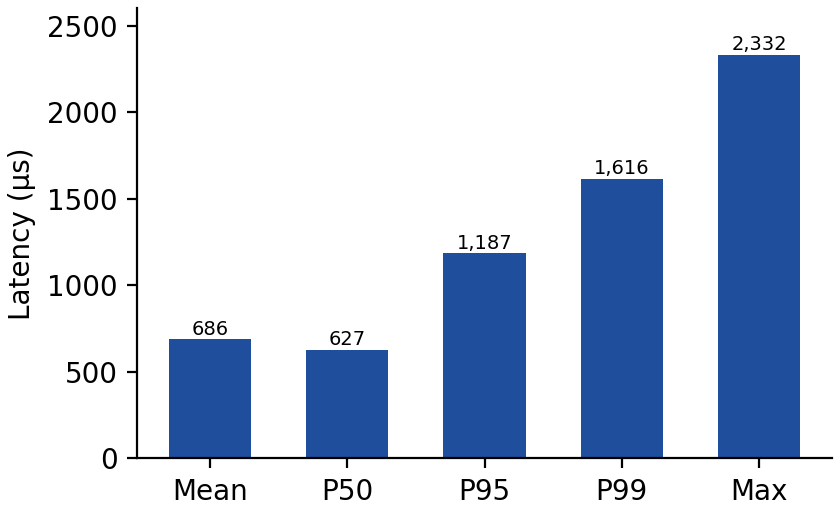 Latency (µs)
2500
2000
1500
1000
500
0
686
627
1,187
1,616
2,332
Mean
P50
P95
P99
Max